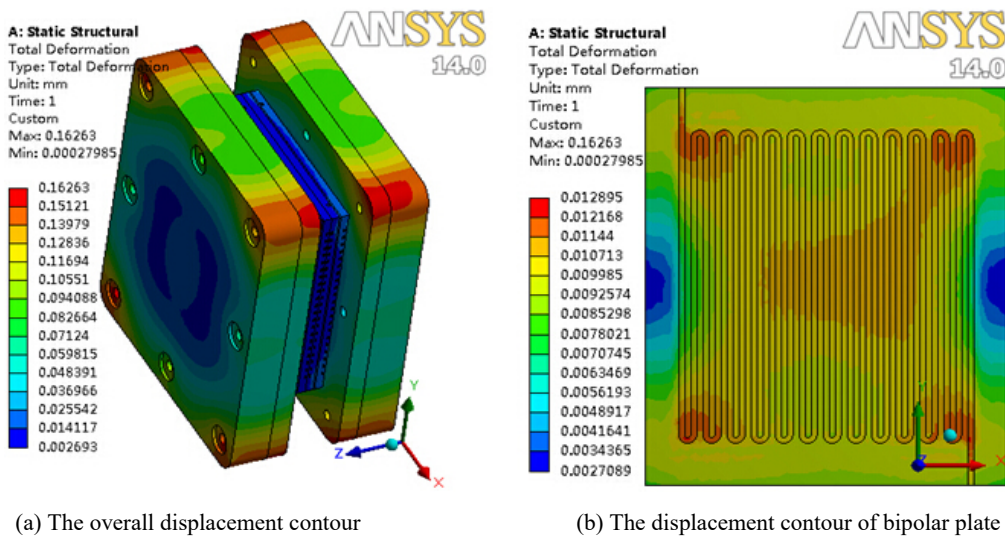 A: Static Structural
Total Deformation
Type: Total Deformation
Unit: mm
Time: 1
Custom
Max: 0.16263
Min: 0.00027985
0.16263
0.15121
0.13979
0.12836
0.11694
0.10551
0.094088
0.082664
0.07124
0.059815
0.048391
0.036966
0.025542
0.014117
0.002693
ANSYS
14.0
Y
Z
X
(a) The overall displacement contour
A: Static Structural
Total Deformation
Type: Total Deformation
Unit: mm
Time: 1
Custom
Max: 0.16263
Min: 0.00027985
0.012895
0.012168
0.01144
0.010713
0.009985
0.0092574
0.0085298
0.0078021
0.0070745
0.0063469
0.0056193
0.0048917
0.0041641
0.0034365
0.0027089
ANSYS
14.0
Y
Z
X
(b) The displacement contour of bipolar plate